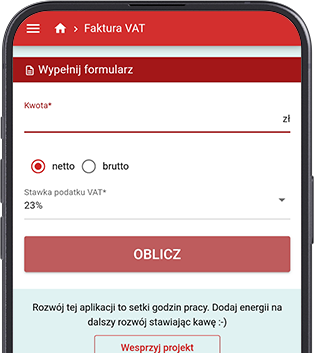 Faktura VAT
Wypełnij formularz
Kwota*
zł
netto brutto
Stawka podatku VAT*
23%
OBLICZ
Rozwój tej aplikacji to setki godzin pracy. Dodaj energii na
dalszy rozwój stawiając kawę :-)
Wesprzyj projekt